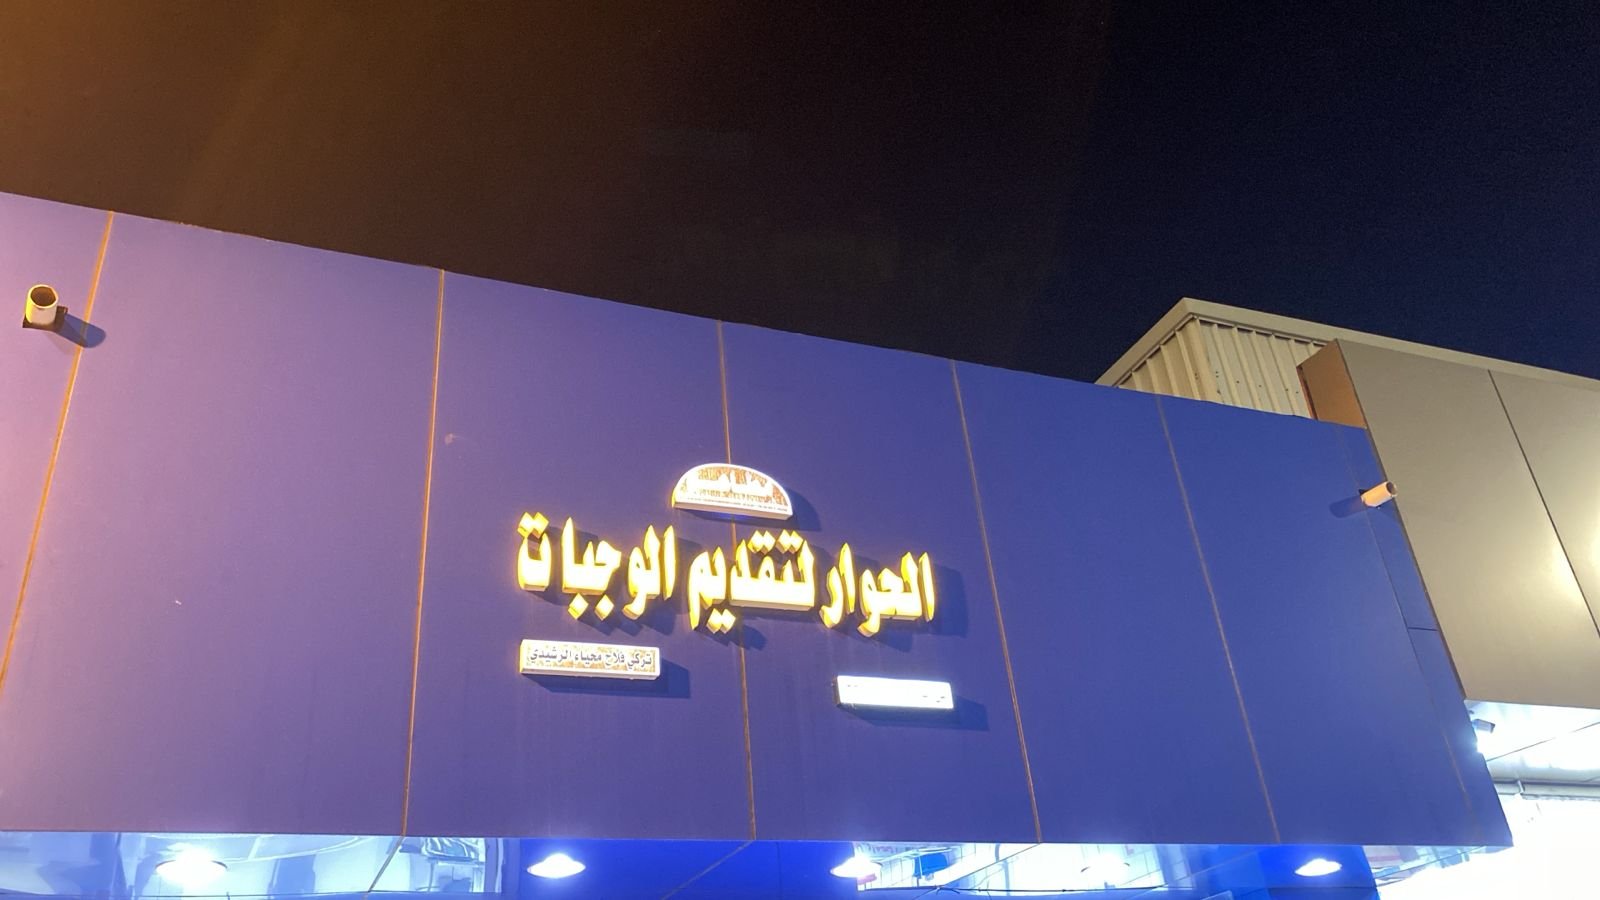 الحوار لتقديم الوجبات
تركي فلاح محياء الرشيدي